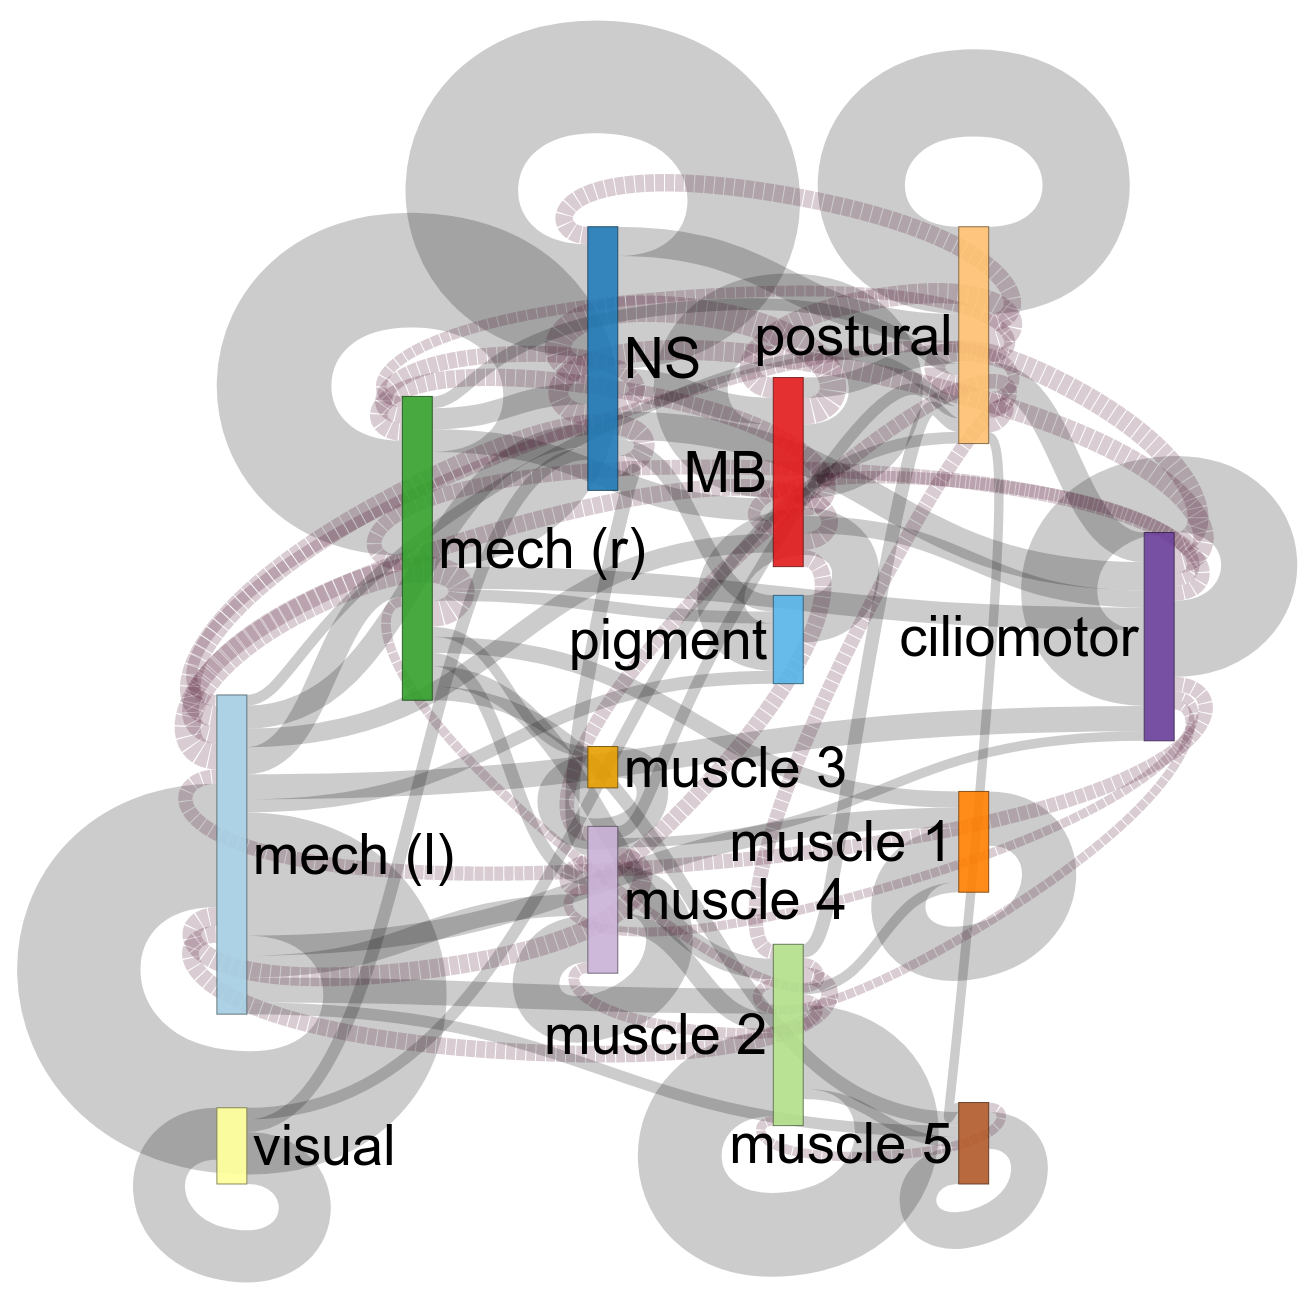 postural
NS
MB
mech (r)
pigment
ciliomotor
muscle 3
muscle 1
mech (l)
muscle 4
muscle 2
visual
muscle 5